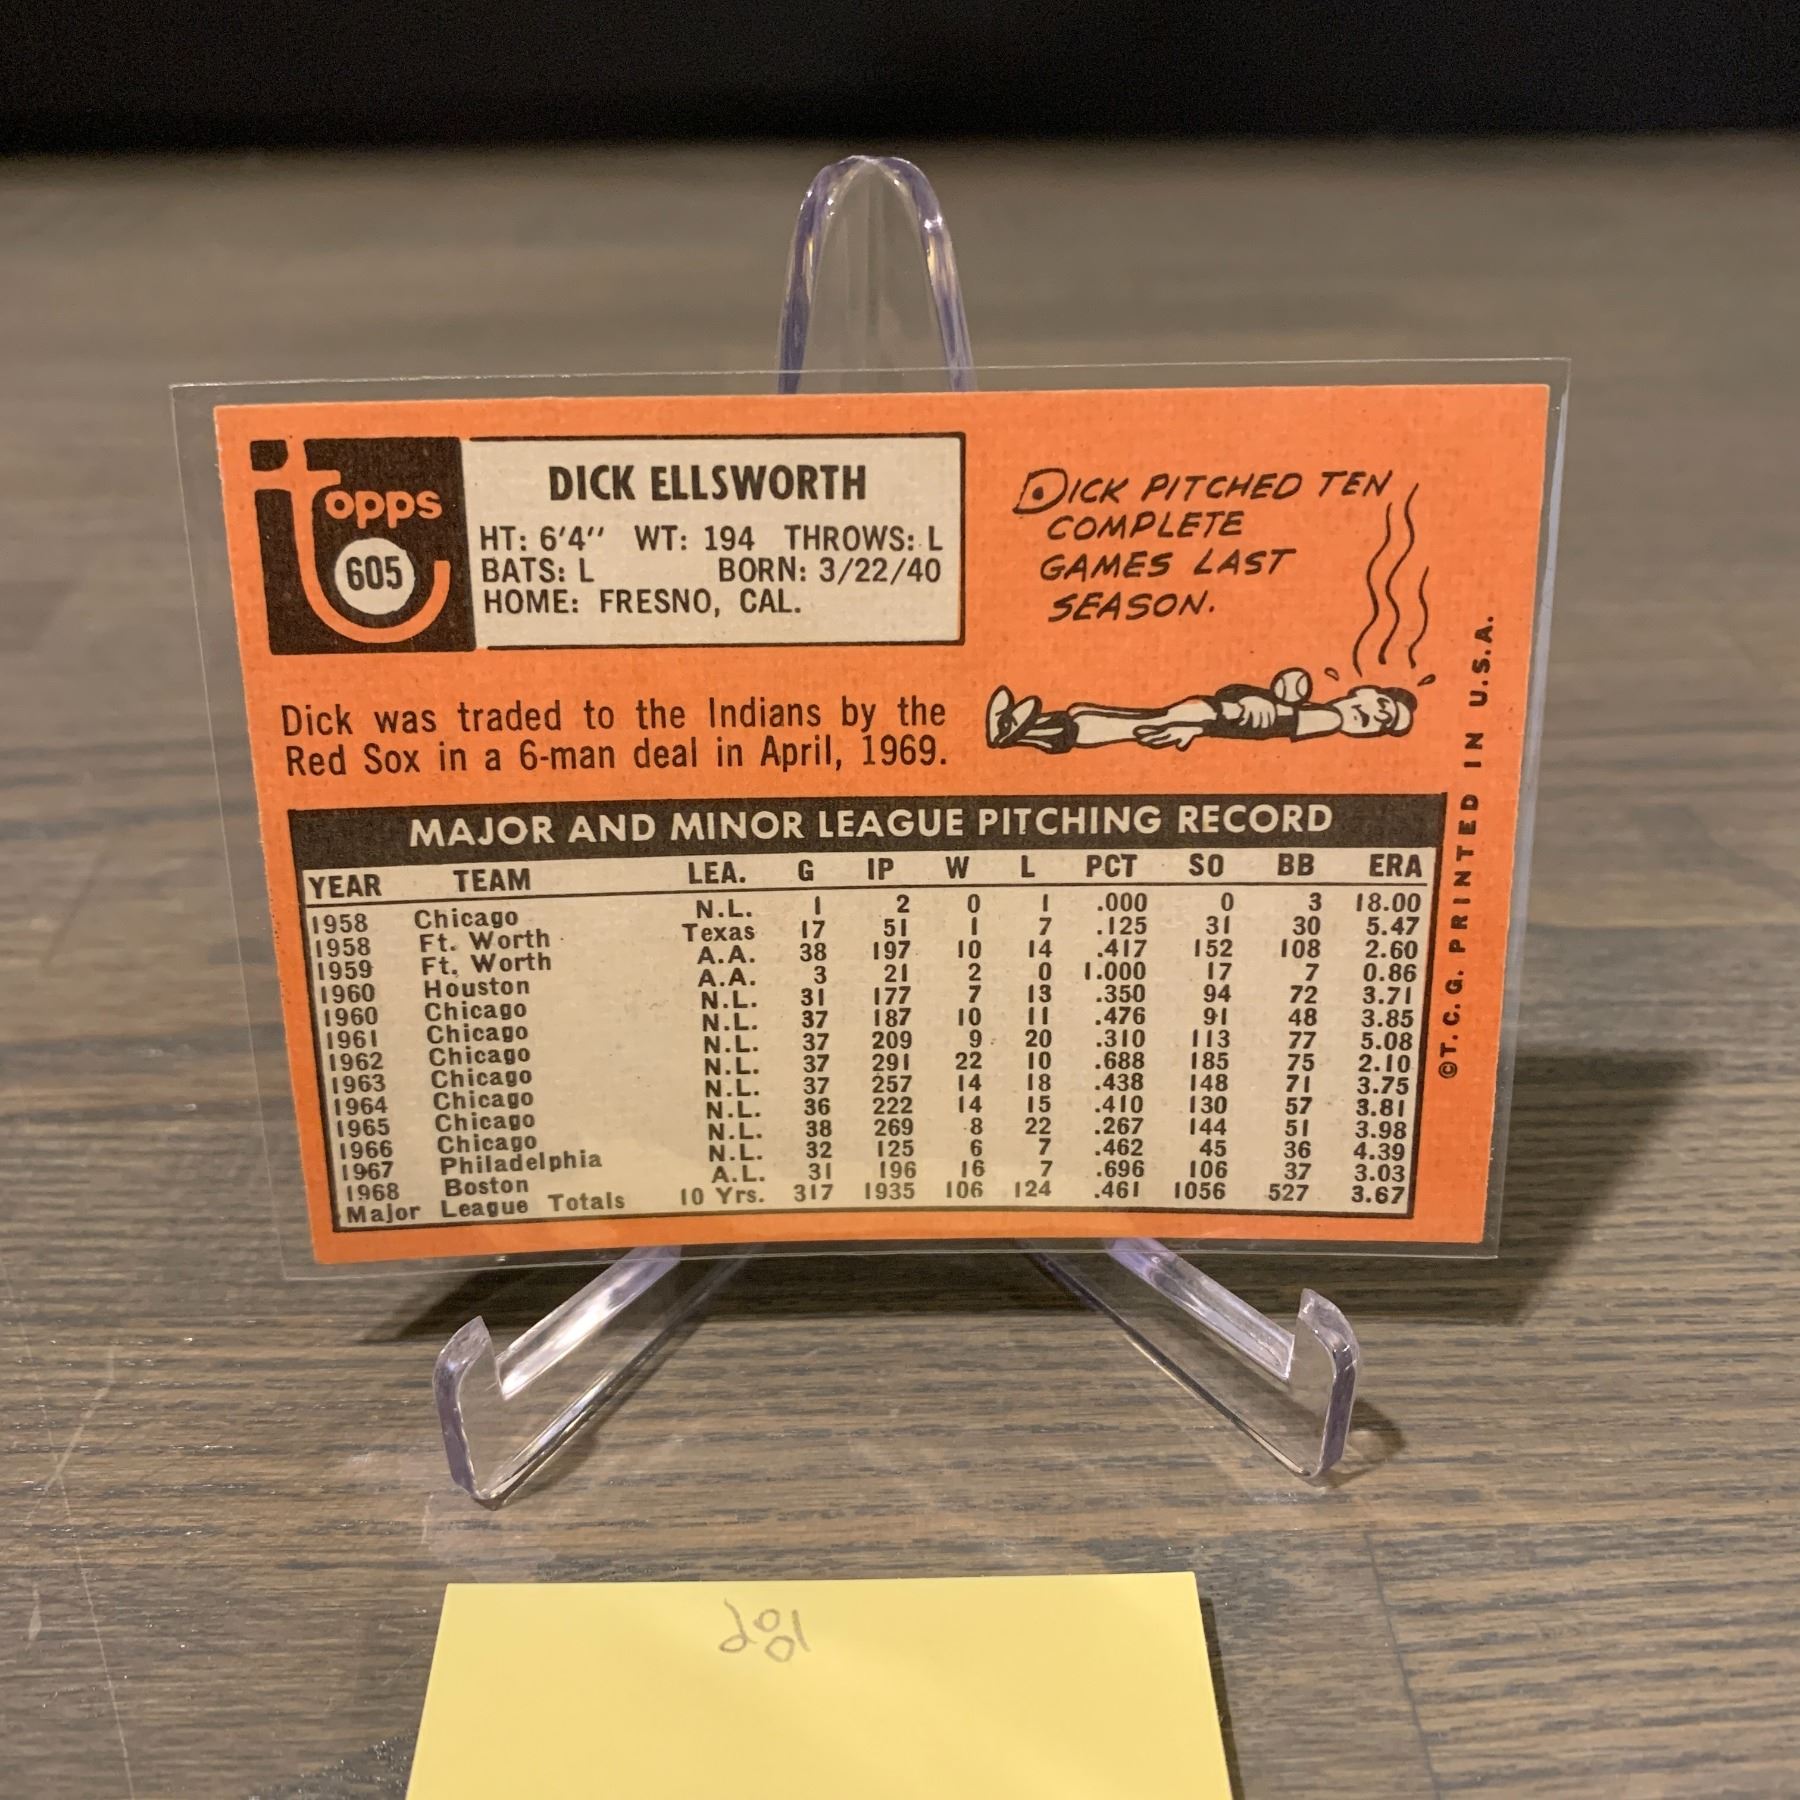 Topps
605
DICK ELLSWORTH
HT: 6'4" WT: 194 THROWS: L
BATS: L BORN: 3/22/40
HOME: FRESNO, CAL.
DICK PITCHED TEN
COMPLETE
GAMES LAST
SEASON.
Dick was traded to the Indians by the
Red Sox in a 6-man deal in April, 1969.
MAJOR AND MINOR LEAGUE PITCHING RECORD
YEAR TEAM LEA. G IP W L PCT SO BB ERA
1958 Chicago N.L. 1 2 0 1 .000 0 3 18.00
1958 Ft. Worth Texas 17 51 1 7 .125 31 30 5.47
1959 Ft. Worth A.A. 38 197 10 14 .417 152 108 2.60
1960 Houston A.A. 3 21 2 0 1.000 17 7 0.86
1960 Chicago N.L. 31 177 7 13 .350 94 72 3.71
1961 Chicago N.L. 37 187 10 11 .476 91 48 3.85
1962 Chicago N.L. 37 209 9 20 .310 113 77 5.08
1963 Chicago N.L. 37 291 22 10 .688 185 75 2.10
1964 Chicago N.L. 37 257 14 18 .438 148 71 3.75
1965 Chicago N.L. 36 222 14 15 .410 130 57 3.81
1966 Chicago N.L. 38 269 8 22 .267 144 51 3.98
1967 Philadelphia N.L. 32 125 6 7 .462 45 36 4.39
1968 Boston A.L. 31 196 16 7 .696 106 37 3.03
Major League Totals 10 Yrs. 317 1935 106 124 .461 1056 527 3.67
©T.C.G. PRINTED IN U.S.A.